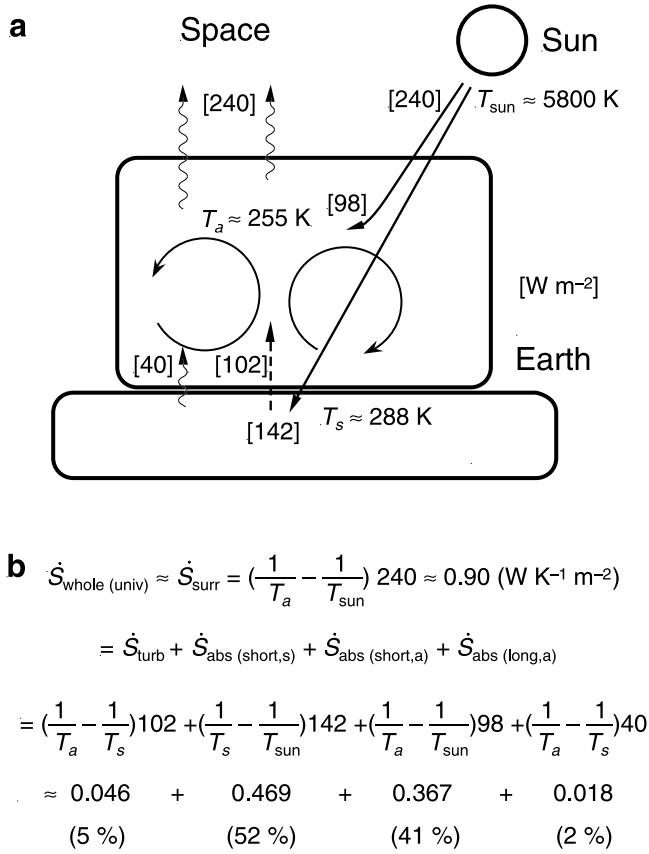 a
Space
Sun
[240]
[240]
T_sun ≈ 5800 K
[98]
T_a ≈ 255 K
[W m⁻²]
[40]
[102]
Earth
T_s ≈ 288 K
[142]
b
Ṡ_whole (univ) ≈ Ṡ_surr = (1/T_a − 1/T_sun) 240 ≈ 0.90 (W K⁻¹ m⁻²)
= Ṡ_turb + Ṡ_abs (short,s) + Ṡ_abs (short,a) + Ṡ_abs (long,a)
= (1/T_a − 1/T_s)102 +(1/T_s − 1/T_sun)142 +(1/T_a − 1/T_sun)98 +(1/T_a − 1/T_s)40
≈ 0.046 + 0.469 + 0.367 + 0.018
(5 %) (52 %) (41 %) (2 %)